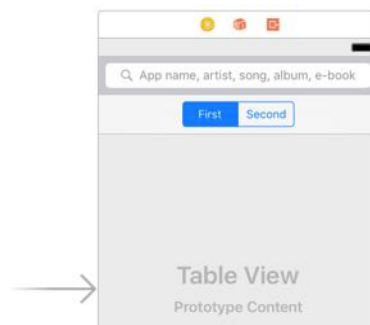 App name, artist, song, album, e-book
First Second
Table View
Prototype Content